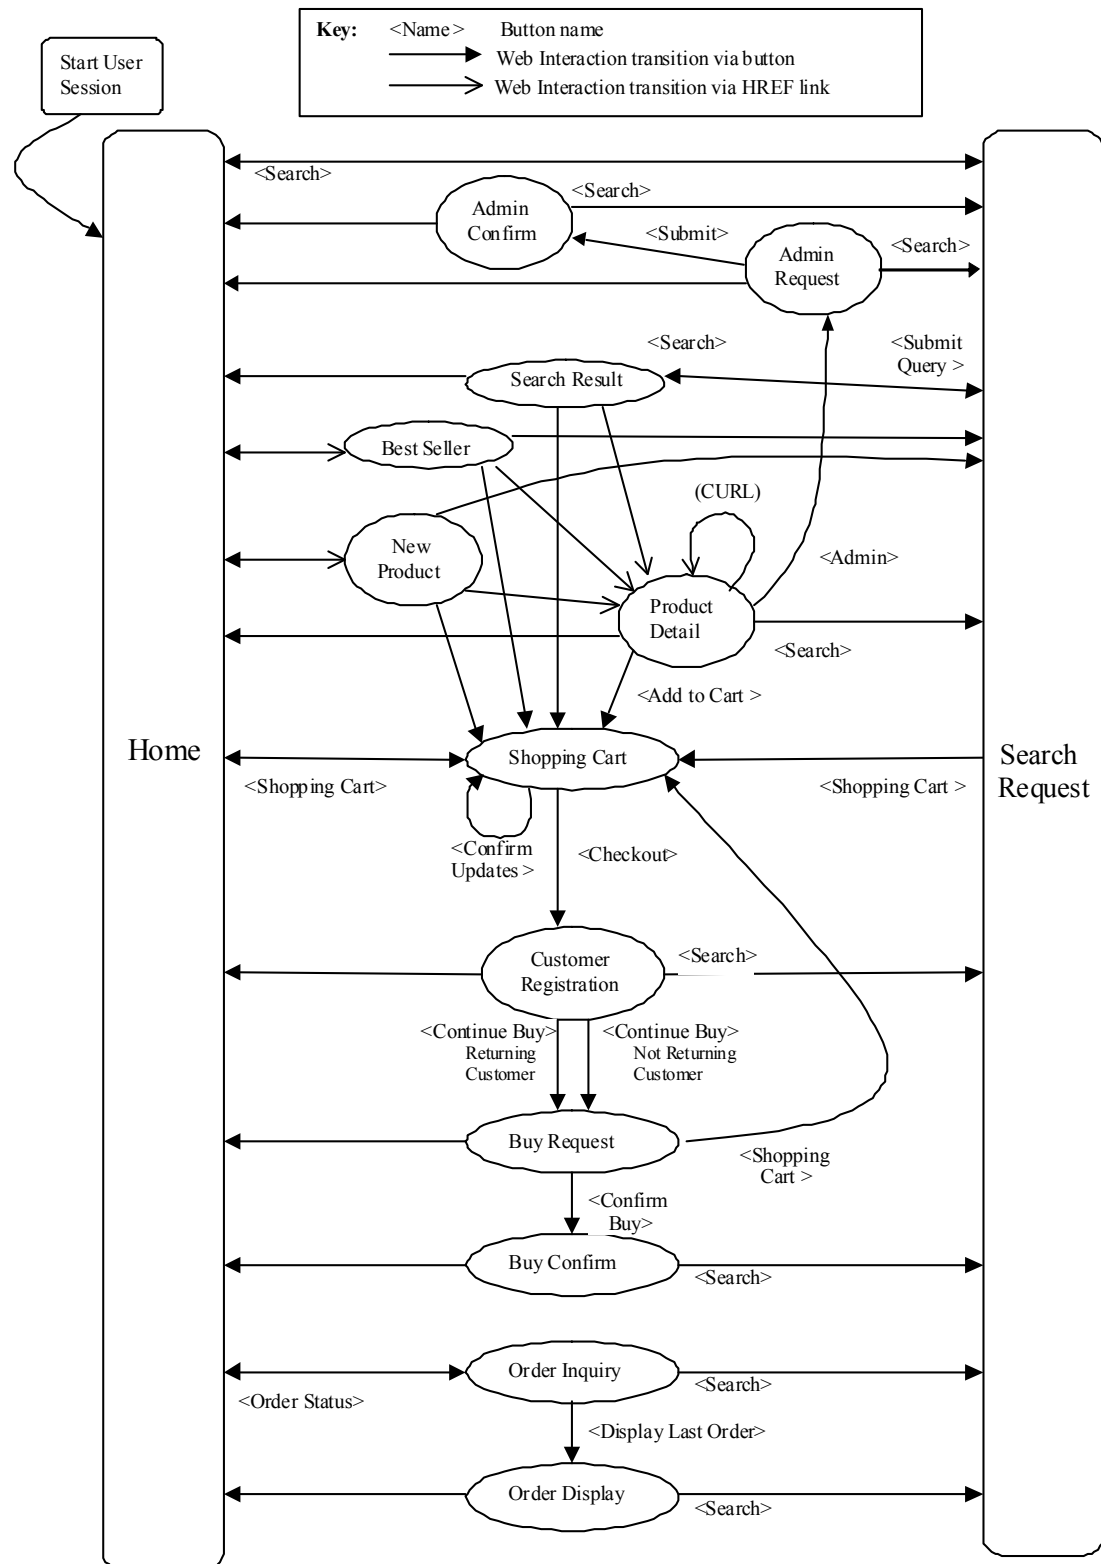 Key: <Name> Button name
Web Interaction transition via button
Web Interaction transition via HREF link
Start User
Session
<Search>
<Search>
Admin
Confirm
<Submit>
<Search>
Admin
Request
<Search>
<Submit
Query >
Search Result
Best Seller
(CURL)
New
Product
<Admin>
Product
Detail
<Search>
<Add to Cart >
Home
Shopping Cart
Search
Request
<Shopping Cart>
<Shopping Cart >
<Confirm
Updates >
<Checkout>
Customer
Registration
<Search>
<Continue Buy>
Returning
Customer
<Continue Buy>
Not Returning
Customer
Buy Request
<Shopping
Cart >
<Confirm
Buy>
Buy Confirm
<Search>
Order Inquiry
<Order Status>
<Search>
<Display Last Order>
Order Display
<Search>